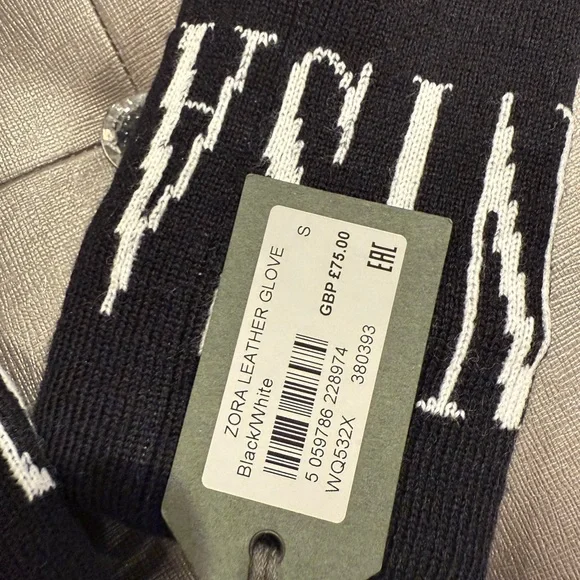 ZORA LEATHER GLOVE S
Black/White
GBP £75.00
5 059786 228974
WQ532X 380393
EAC